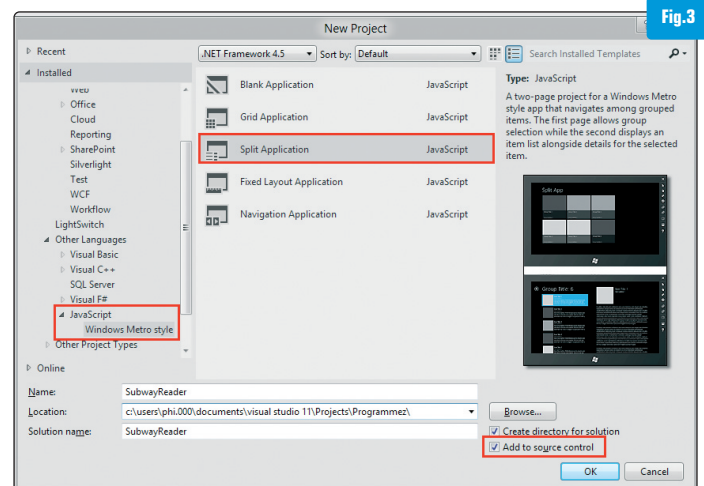 Fig.3
New Project
Recent
Installed
Web
Office
Cloud
Reporting
SharePoint
Silverlight
Test
WCF
Workflow
LightSwitch
Other Languages
Visual Basic
Visual C++
SQL Server
Visual F#
JavaScript
Windows Metro style
Other Project Types
Online
.NET Framework 4.5 Sort by: Default
Search Installed Templates
Blank Application JavaScript
Grid Application JavaScript
Split Application JavaScript
Fixed Layout Application JavaScript
Navigation Application JavaScript
Type: JavaScript
A two-page project for a Windows Metro
style app that navigates among grouped
items. The first page allows group
selection while the second displays an
item list alongside details for the selected
item.
Split App
Group Title: 6
Name: SubwayReader
Location: c:\users\phi.000\documents\visual studio 11\Projects\Programmez\ Browse...
Solution name: SubwayReader
Create directory for solution
Add to source control
OK Cancel